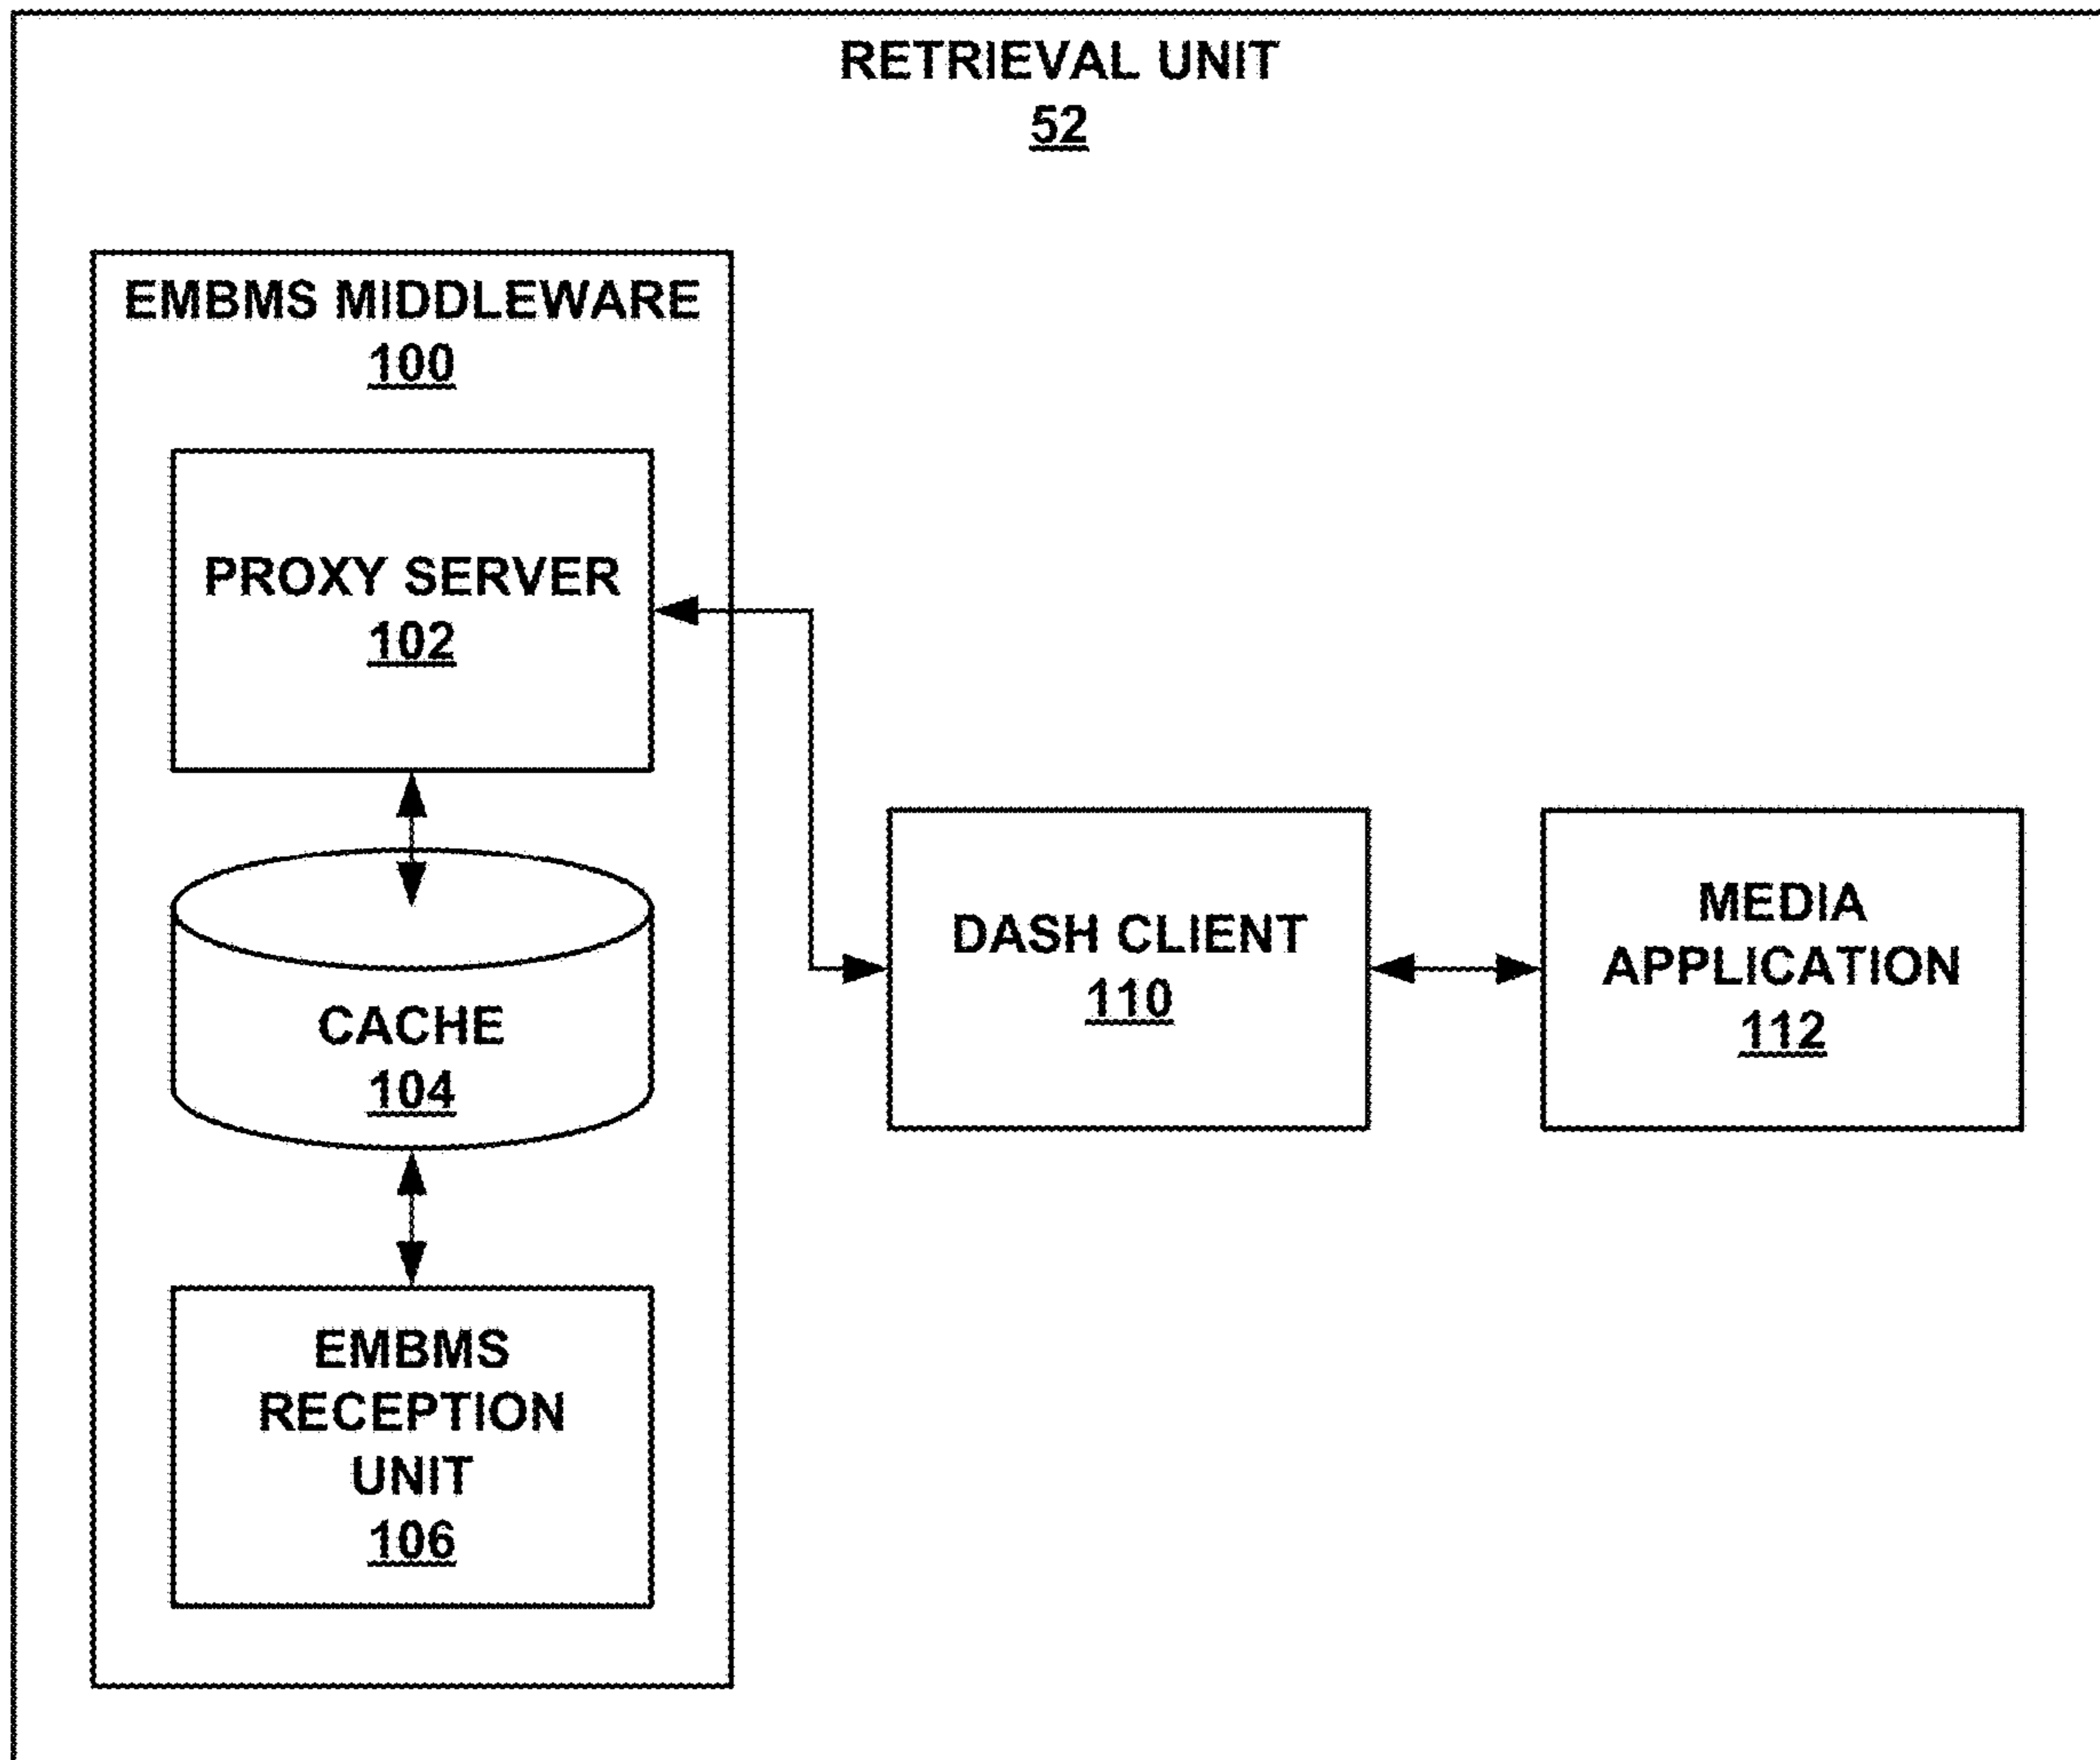 RETRIEVAL UNIT
52
EMBMS MIDDLEWARE
100
PROXY SERVER
102
CACHE
104
EMBMS
RECEPTION
UNIT
106
DASH CLIENT
110
MEDIA
APPLICATION
112